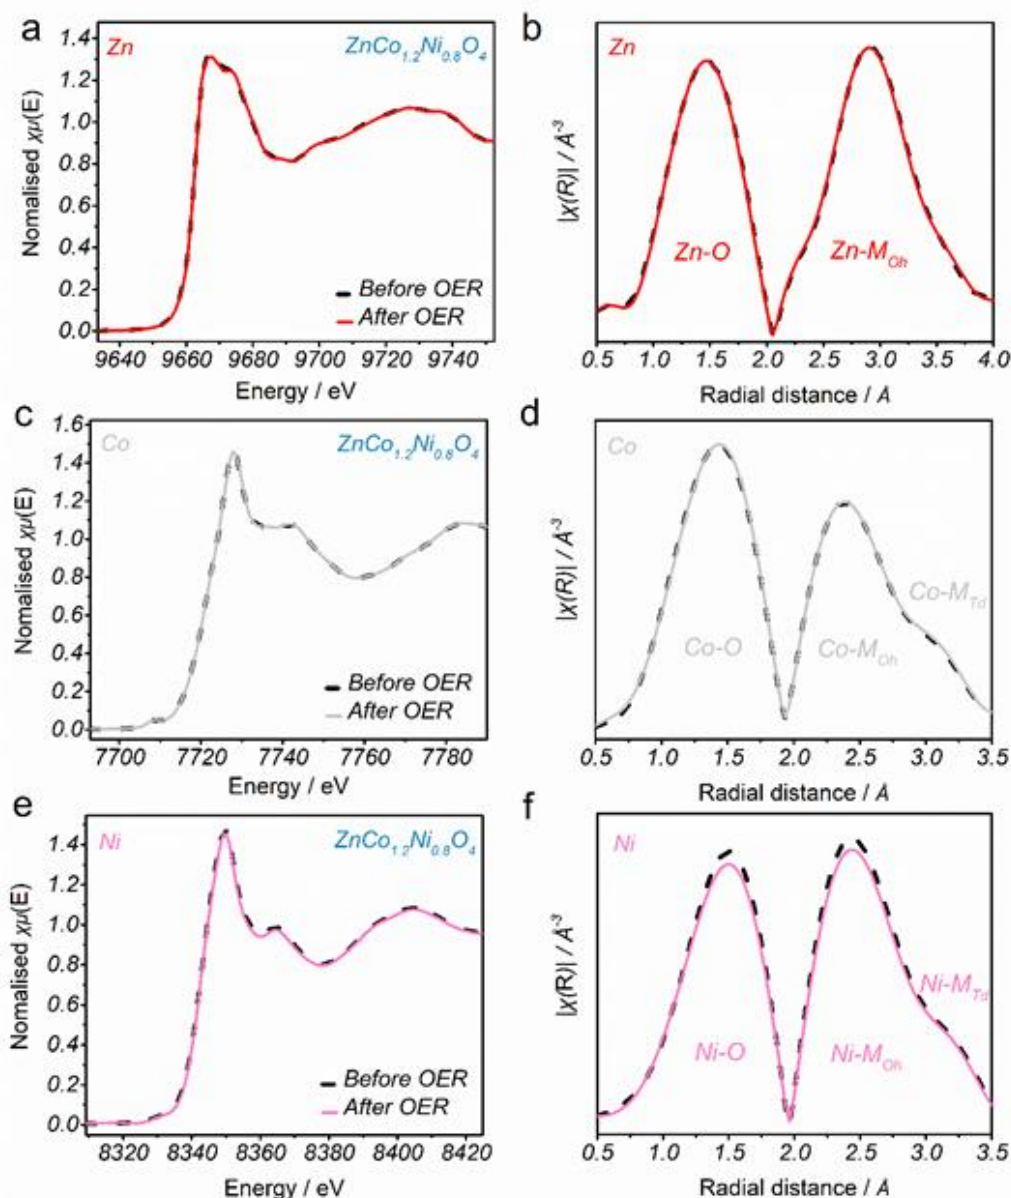 a
Zn
ZnCo1.2Ni0.8O4
Nomalised χμ(E)
1.4
1.2
1.0
0.8
0.6
1.4
0.2
0.0
Before OER
After OER
9640 9660 9680 9700 9720 9740
Energy / eV
b
Zn
|χ(R)| / Å-3
Zn-O
Zn-MOh
0.5 1.0 1.5 2.0 2.5 3.0 3.5 4.0
Radial distance / Å
c
Co
ZnCo1.2Ni0.8O4
Nomalised χμ(E)
1.6
1.4
1.2
1.0
0.8
0.6
0.4
0.2
0.0
Before OER
After OER
7700 7720 7740 7760 7780
Energy / eV
d
Co
|χ(R)| / Å-3
Co-O
Co-MOh
Co-MTd
0.5 1.0 1.5 2.0 2.5 3.0 3.5
Radial distance / Å
e
Ni
ZnCo1.2Ni0.8O4
Nomalised χμ(E)
1.4
1.2
1.0
0.8
0.6
0.4
0.2
0.0
Before OER
After OER
8320 8340 8360 8380 8400 8420
Energy / eV
f
Ni
|χ(R)| / Å-3
Ni-O
Ni-MOh
Ni-MTd
0.5 1.0 1.5 2.0 2.5 3.0 3.5
Radial distance / Å